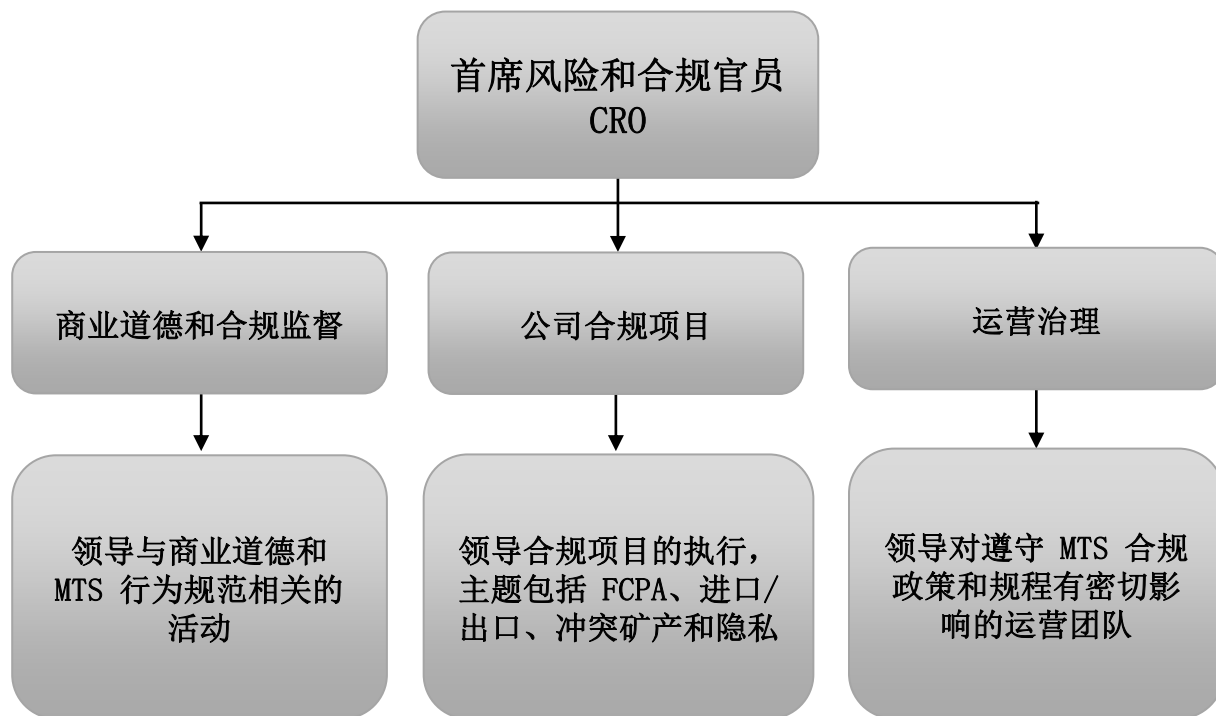 首席风险和合规官员
CRO
商业道德和合规监督
公司合规项目
运营治理
领导与商业道德和
MTS 行为规范相关的
活动
领导合规项目的执行，
主题包括 FCPA、进口/
出口、冲突矿产和隐私
领导对遵守 MTS 合规
政策和规程有密切影
响的运营团队